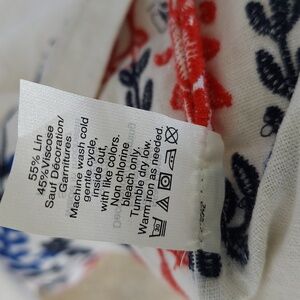 55% Lin
45% Viscose
Sauf Décoration/
Garnitures
Machine wash cold
gentle cycle,
inside out,
with like colors.
Non chlorine
bleach only.
Tumble dry low.
Warm iron as needed.